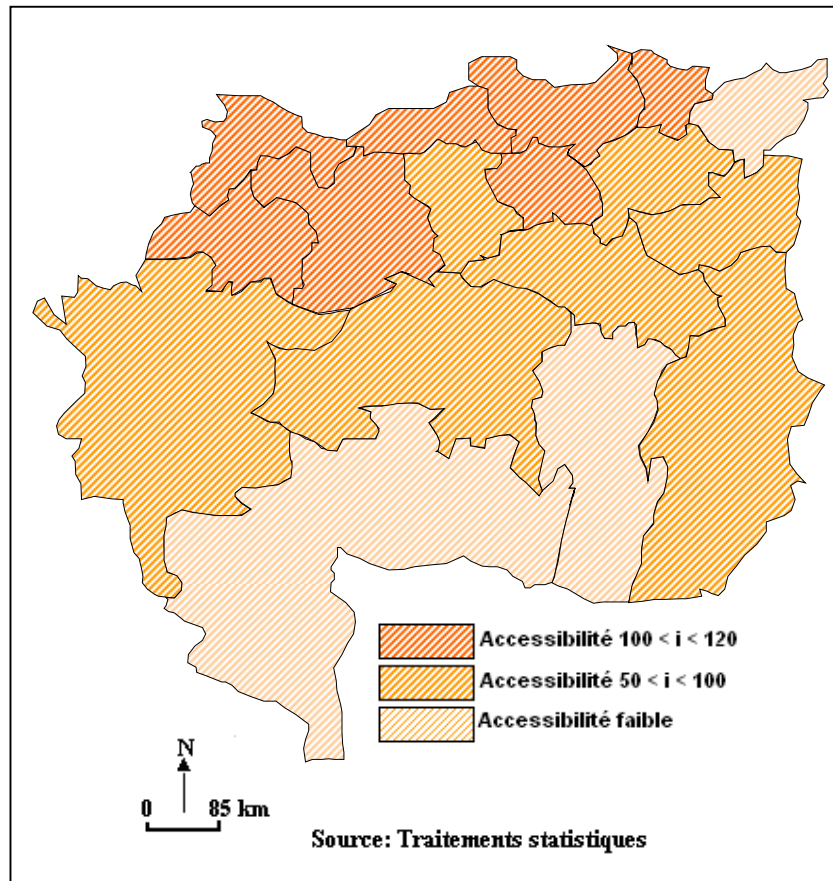 Accessibilité 100 < i < 120
Accessibilité 50 < i < 100
Accessibilité faible
N
0 85 km
Source: Traitements statistiques